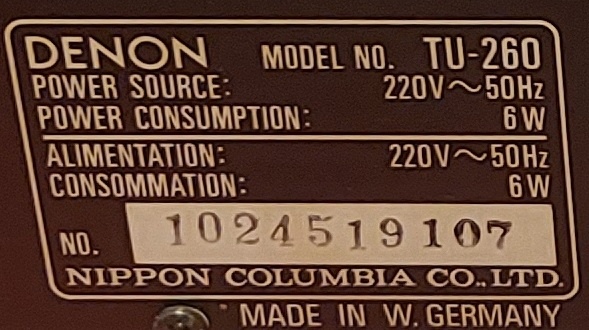 DENON MODEL NO. TU-260
POWER SOURCE: 220V～50Hz
POWER CONSUMPTION: 6W
ALIMENTATION: 220V～50Hz
CONSOMMATION: 6W
NO. 1024519107
NIPPON COLUMBIA CO.,LTD.
MADE IN W. GERMANY